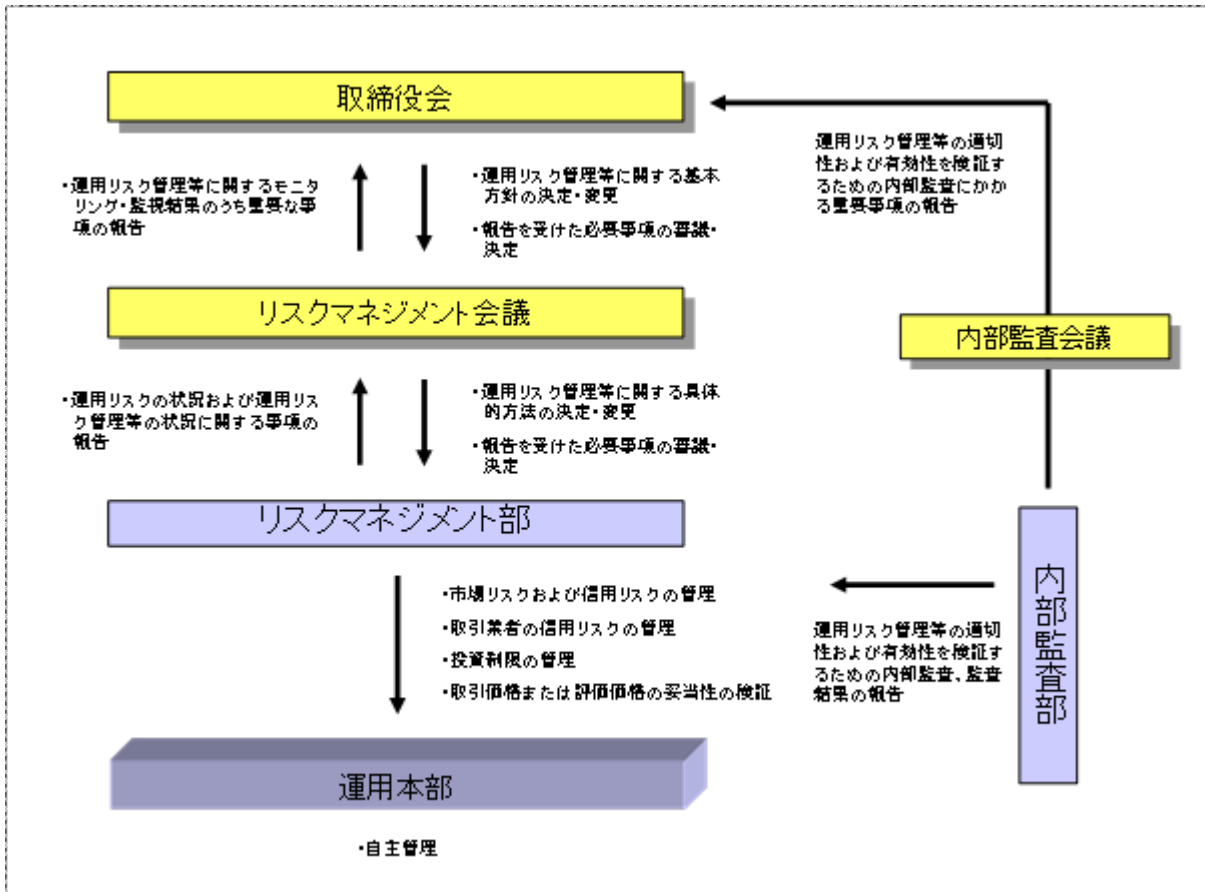 取締役会
・運用リスク管理等に関するモニタ
リング・監視結果のうち重要な事
項の報告
・運用リスク管理等に関する基本
方針の決定・変更
・報告を受けた必要事項の審議・
決定
運用リスク管理等の適切
性および有効性を検証す
るための内部監査にかか
る重要事項の報告
リスクマネジメント会議
内部監査会議
・運用リスクの状況および運用リス
ク管理等の状況に関する事項の
報告
・運用リスク管理等に関する具体
的方法の決定・変更
・報告を受けた必要事項の審議・
決定
リスクマネジメント部
・市場リスクおよび信用リスクの管理
・取引業者の信用リスクの管理
・投資制限の管理
・取引価格または評価価格の妥当性の検証
運用リスク管理等の適切
性および有効性を検証す
るための内部監査、監査
結果の報告
内部監査部
運用本部
・自主管理